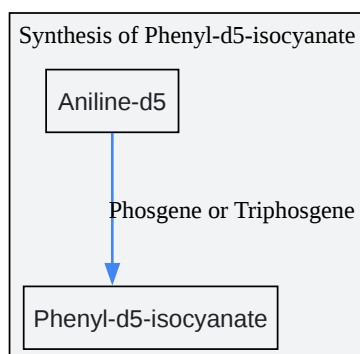 Synthesis of Phenyl-d5-isocyanate
Aniline-d5
Phosgene or Triphosgene
Phenyl-d5-isocyanate